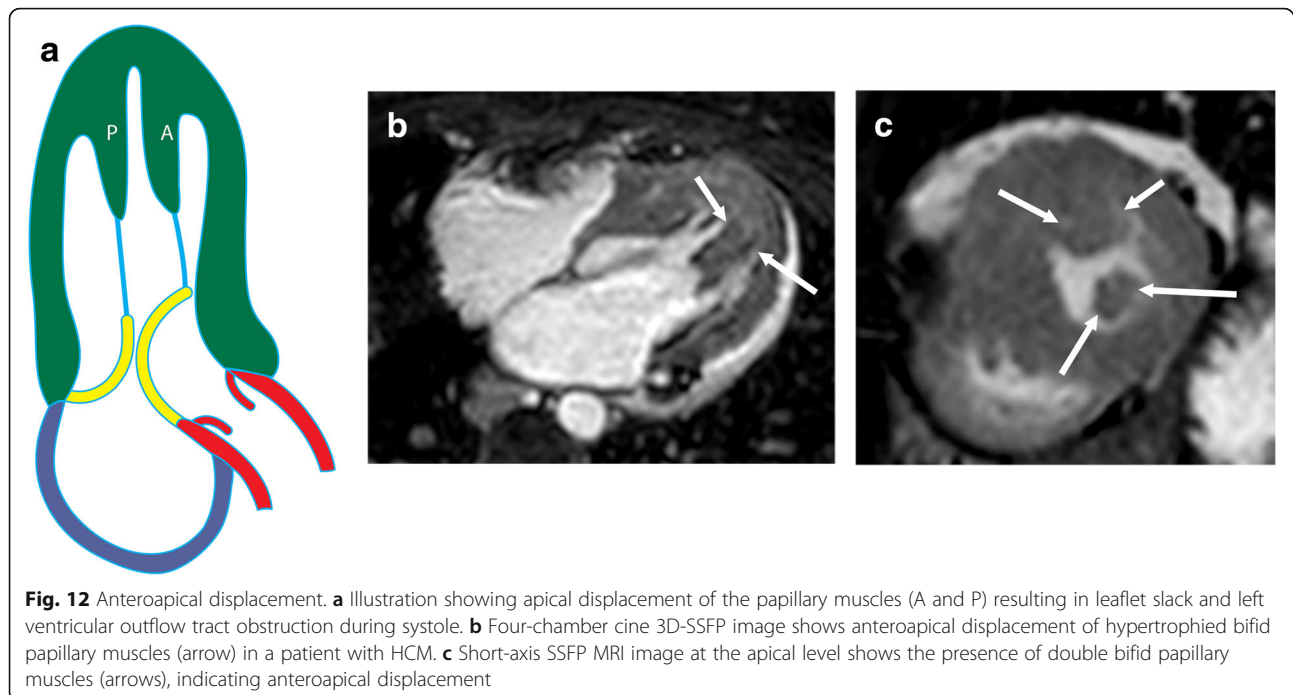 a
P A
b
c
Fig. 12 Anteroapical displacement. a Illustration showing apical displacement of the papillary muscles (A and P) resulting in leaflet slack and left
ventricular outflow tract obstruction during systole. b Four-chamber cine 3D-SSFP image shows anteroapical displacement of hypertrophied bifid
papillary muscles (arrow) in a patient with HCM. c Short-axis SSFP MRI image at the apical level shows the presence of double bifid papillary
muscles (arrows), indicating anteroapical displacement